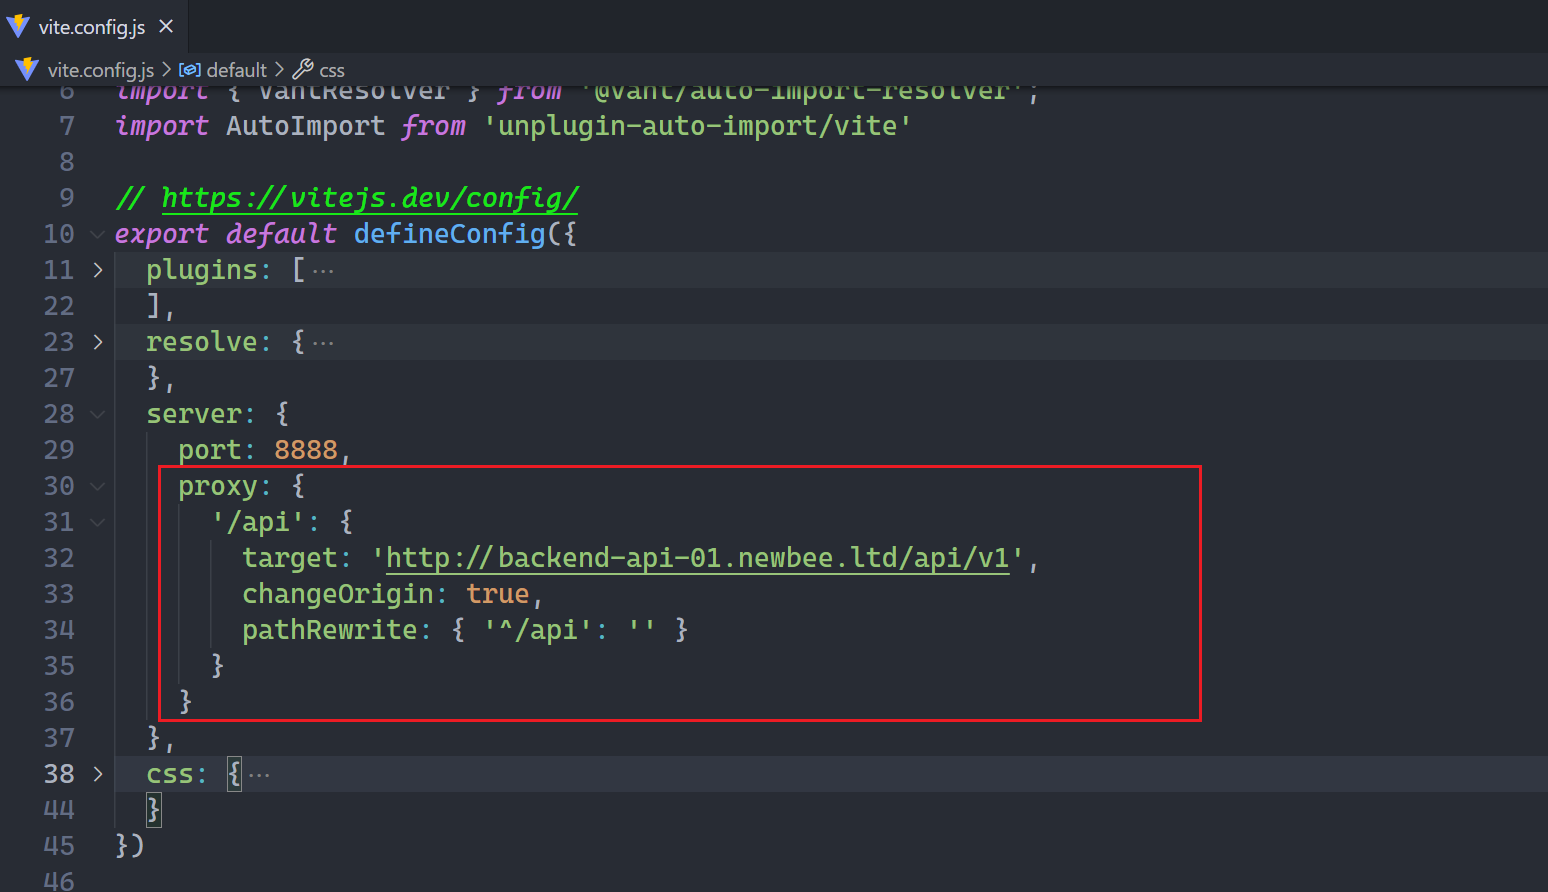 vite.config.js
vite.config.js > default > css
6 import { VantResolver } from '@vant/auto-import-resolver';
7 import AutoImport from 'unplugin-auto-import/vite'
8
9 // https://vitejs.dev/config/
10 export default defineConfig({
11 plugins: [ ···
22 ],
23 resolve: { ···
27 },
28 server: {
29 port: 8888,
30 proxy: {
31 '/api': {
32 target: 'http://backend-api-01.newbee.ltd/api/v1',
33 changeOrigin: true,
34 pathRewrite: { '^/api': '' }
35 }
36 }
37 },
38 css: { ···
44 }
45 })
46